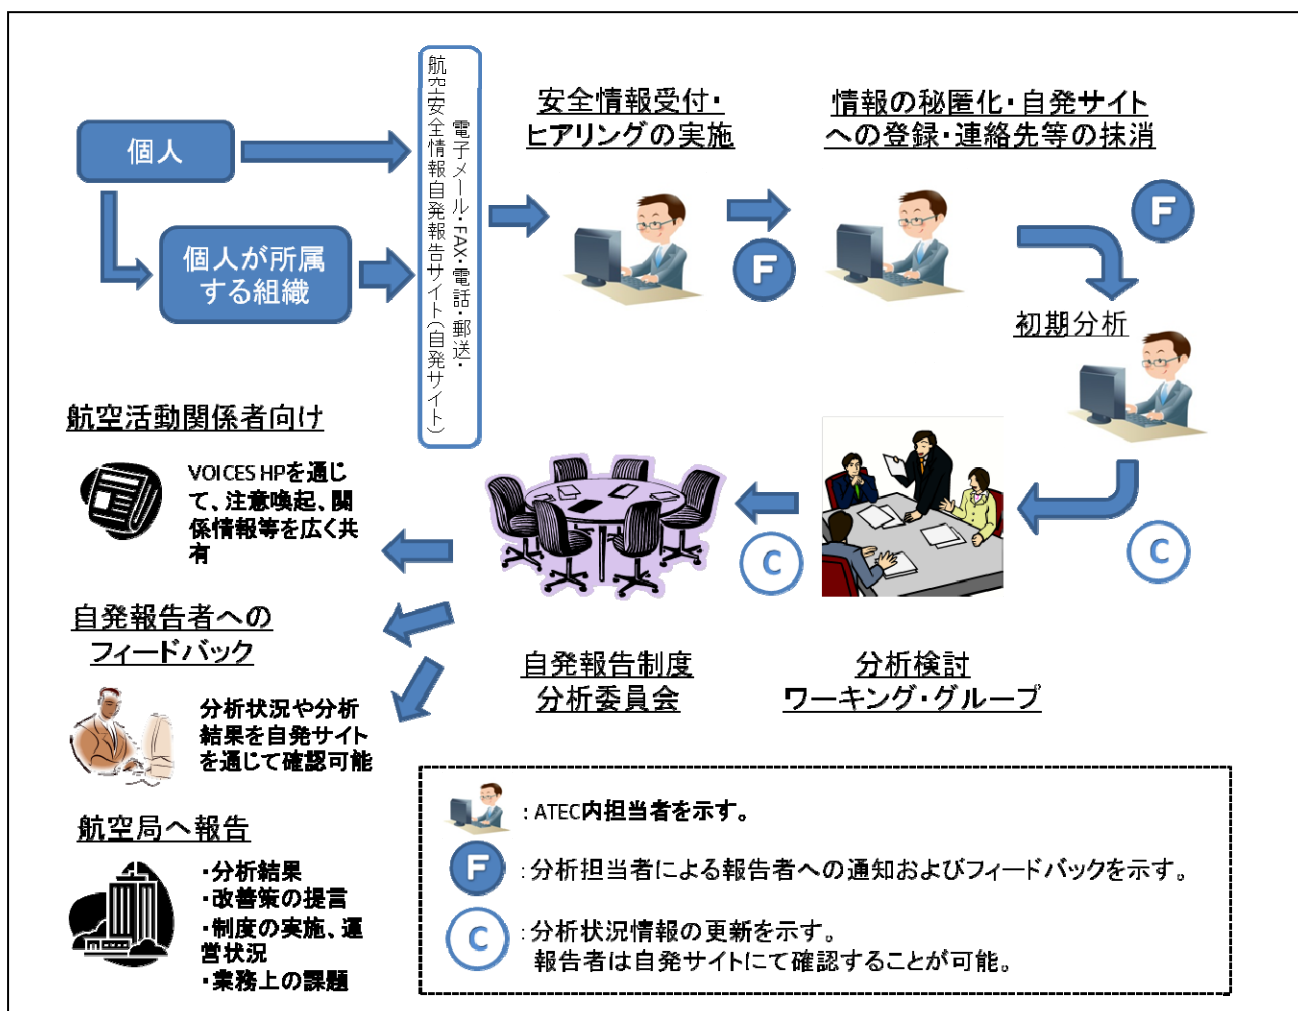 個人
個人が所属
する組織
電子メール・FAX・電話・郵送・
航空安全情報自発報告サイト(自発サイト)
安全情報受付・
ヒアリングの実施
情報の秘匿化・自発サイト
への登録・連絡先等の抹消
F
F
初期分析
C
C
分析検討
ワーキング・グループ
自発報告制度
分析委員会
航空活動関係者向け
VOICES HPを通じ
て、注意喚起、関
係情報等を広く共
有
自発報告者への
フィードバック
分析状況や分析
結果を自発サイト
を通じて確認可能
航空局へ報告
・分析結果
・改善策の提言
・制度の実施、運
営状況
・業務上の課題
:ATEC内担当者を示す。
F :分析担当者による報告者への通知およびフィードバックを示す。
C :分析状況情報の更新を示す。
報告者は自発サイトにて確認することが可能。